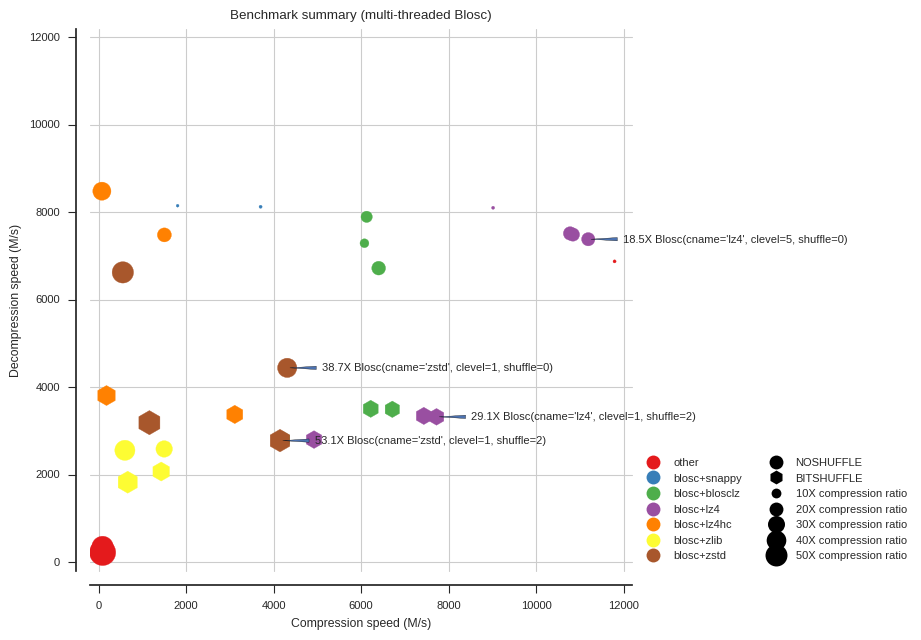 Benchmark summary (multi-threaded Blosc)
12000
10000
8000
6000
4000
2000
0
Decompression speed (M/s)
18.5X Blosc(cname='lz4', clevel=5, shuffle=0)
38.7X Blosc(cname='zstd', clevel=1, shuffle=0)
29.1X Blosc(cname='lz4', clevel=1, shuffle=2)
53.1X Blosc(cname='zstd', clevel=1, shuffle=2)
other
blosc+snappy
blosc+blosclz
blosc+lz4
blosc+lz4hc
blosc+zlib
blosc+zstd
NOSHUFFLE
BITSHUFFLE
10X compression ratio
20X compression ratio
30X compression ratio
40X compression ratio
50X compression ratio
0 2000 4000 6000 8000 10000 12000
Compression speed (M/s)